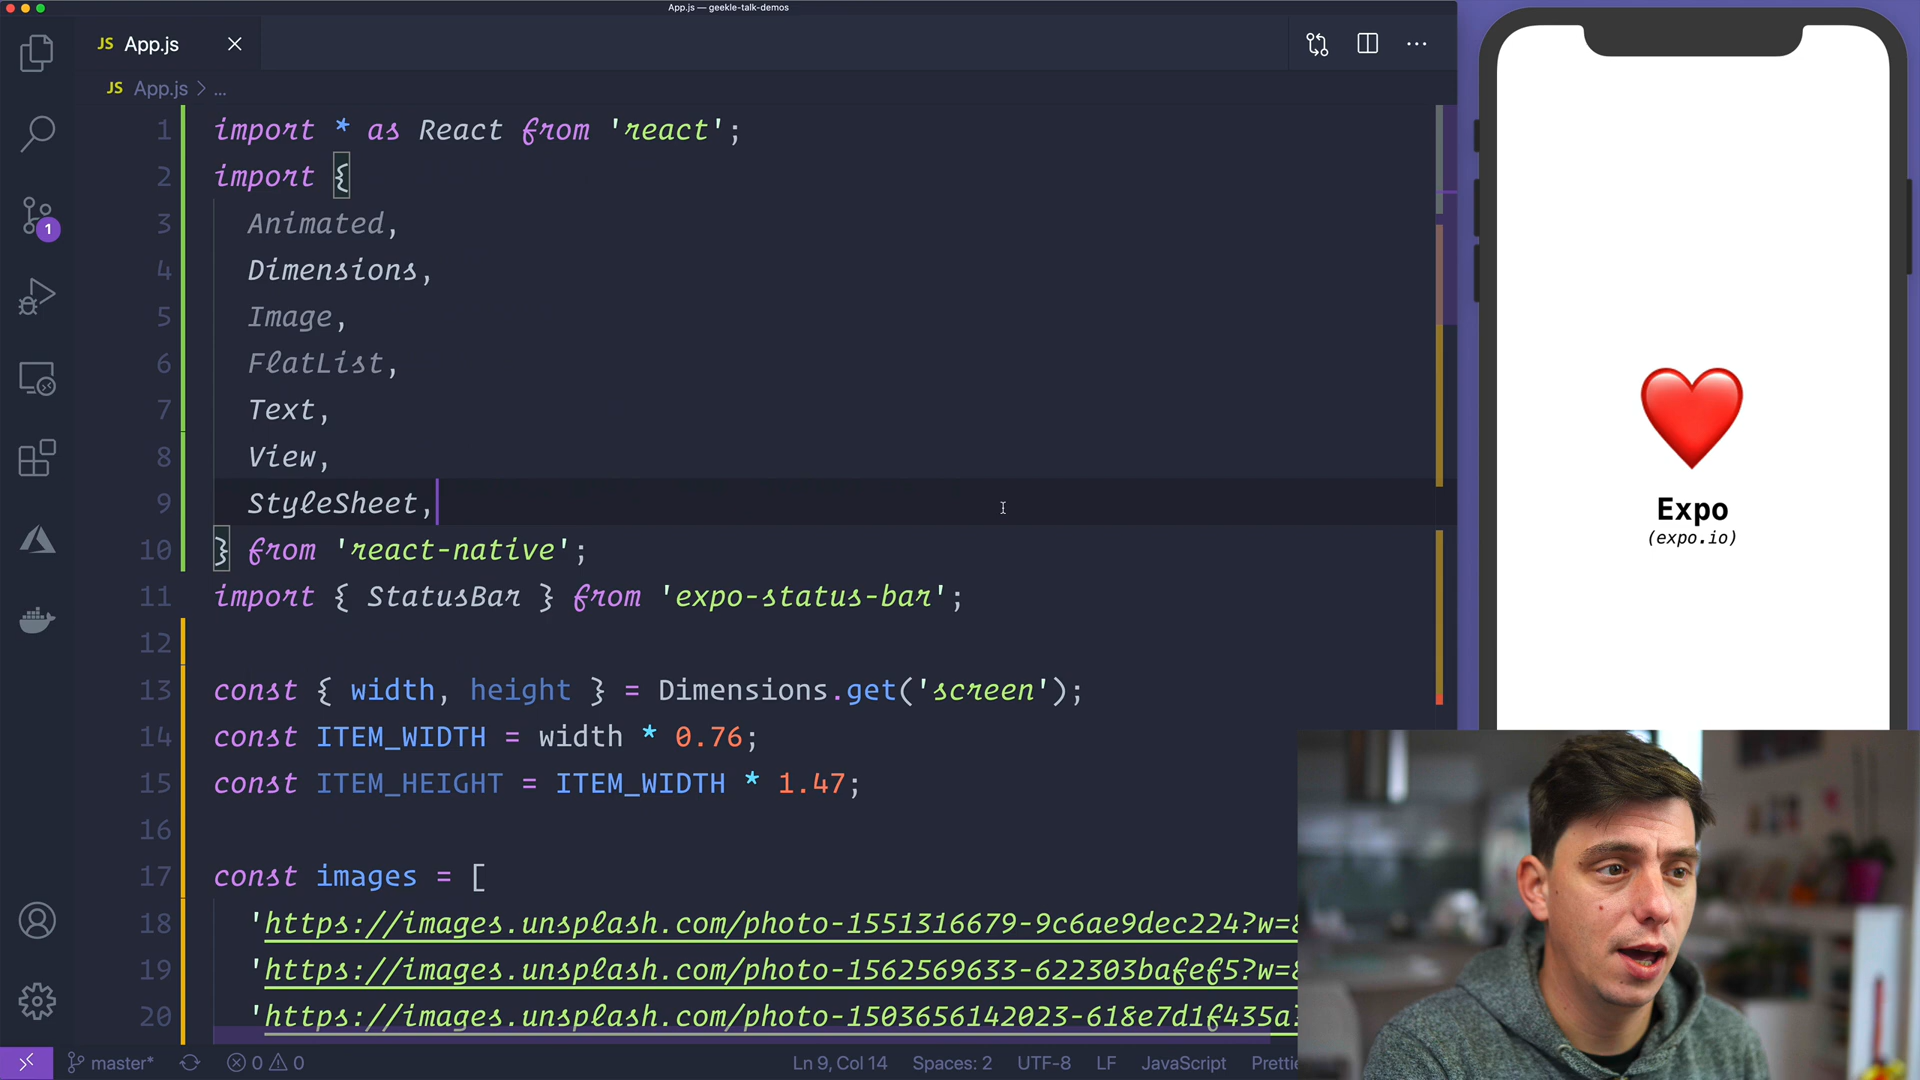 App.js — geekle-talk-demos
JS App.js
JS App.js > ...
1 import * as React from 'react';
2 import {
3 Animated,
4 Dimensions,
5 Image,
6 FlatList,
7 Text,
8 View,
9 StyleSheet,
10 } from 'react-native';
11 import { StatusBar } from 'expo-status-bar';
12
13 const { width, height } = Dimensions.get('screen');
14 const ITEM_WIDTH = width * 0.76;
15 const ITEM_HEIGHT = ITEM_WIDTH * 1.47;
16
17 const images = [
18 'https://images.unsplash.com/photo-1551316679-9c6ae9dec224?w=8
19 'https://images.unsplash.com/photo-1562569633-622303bafef5?w=8
20 'https://images.unsplash.com/photo-1503656142023-618e7d1f435a?
1
Expo
(expo.io)
master* 0 0 Ln 9, Col 14 Spaces: 2 UTF-8 LF JavaScript Prettie